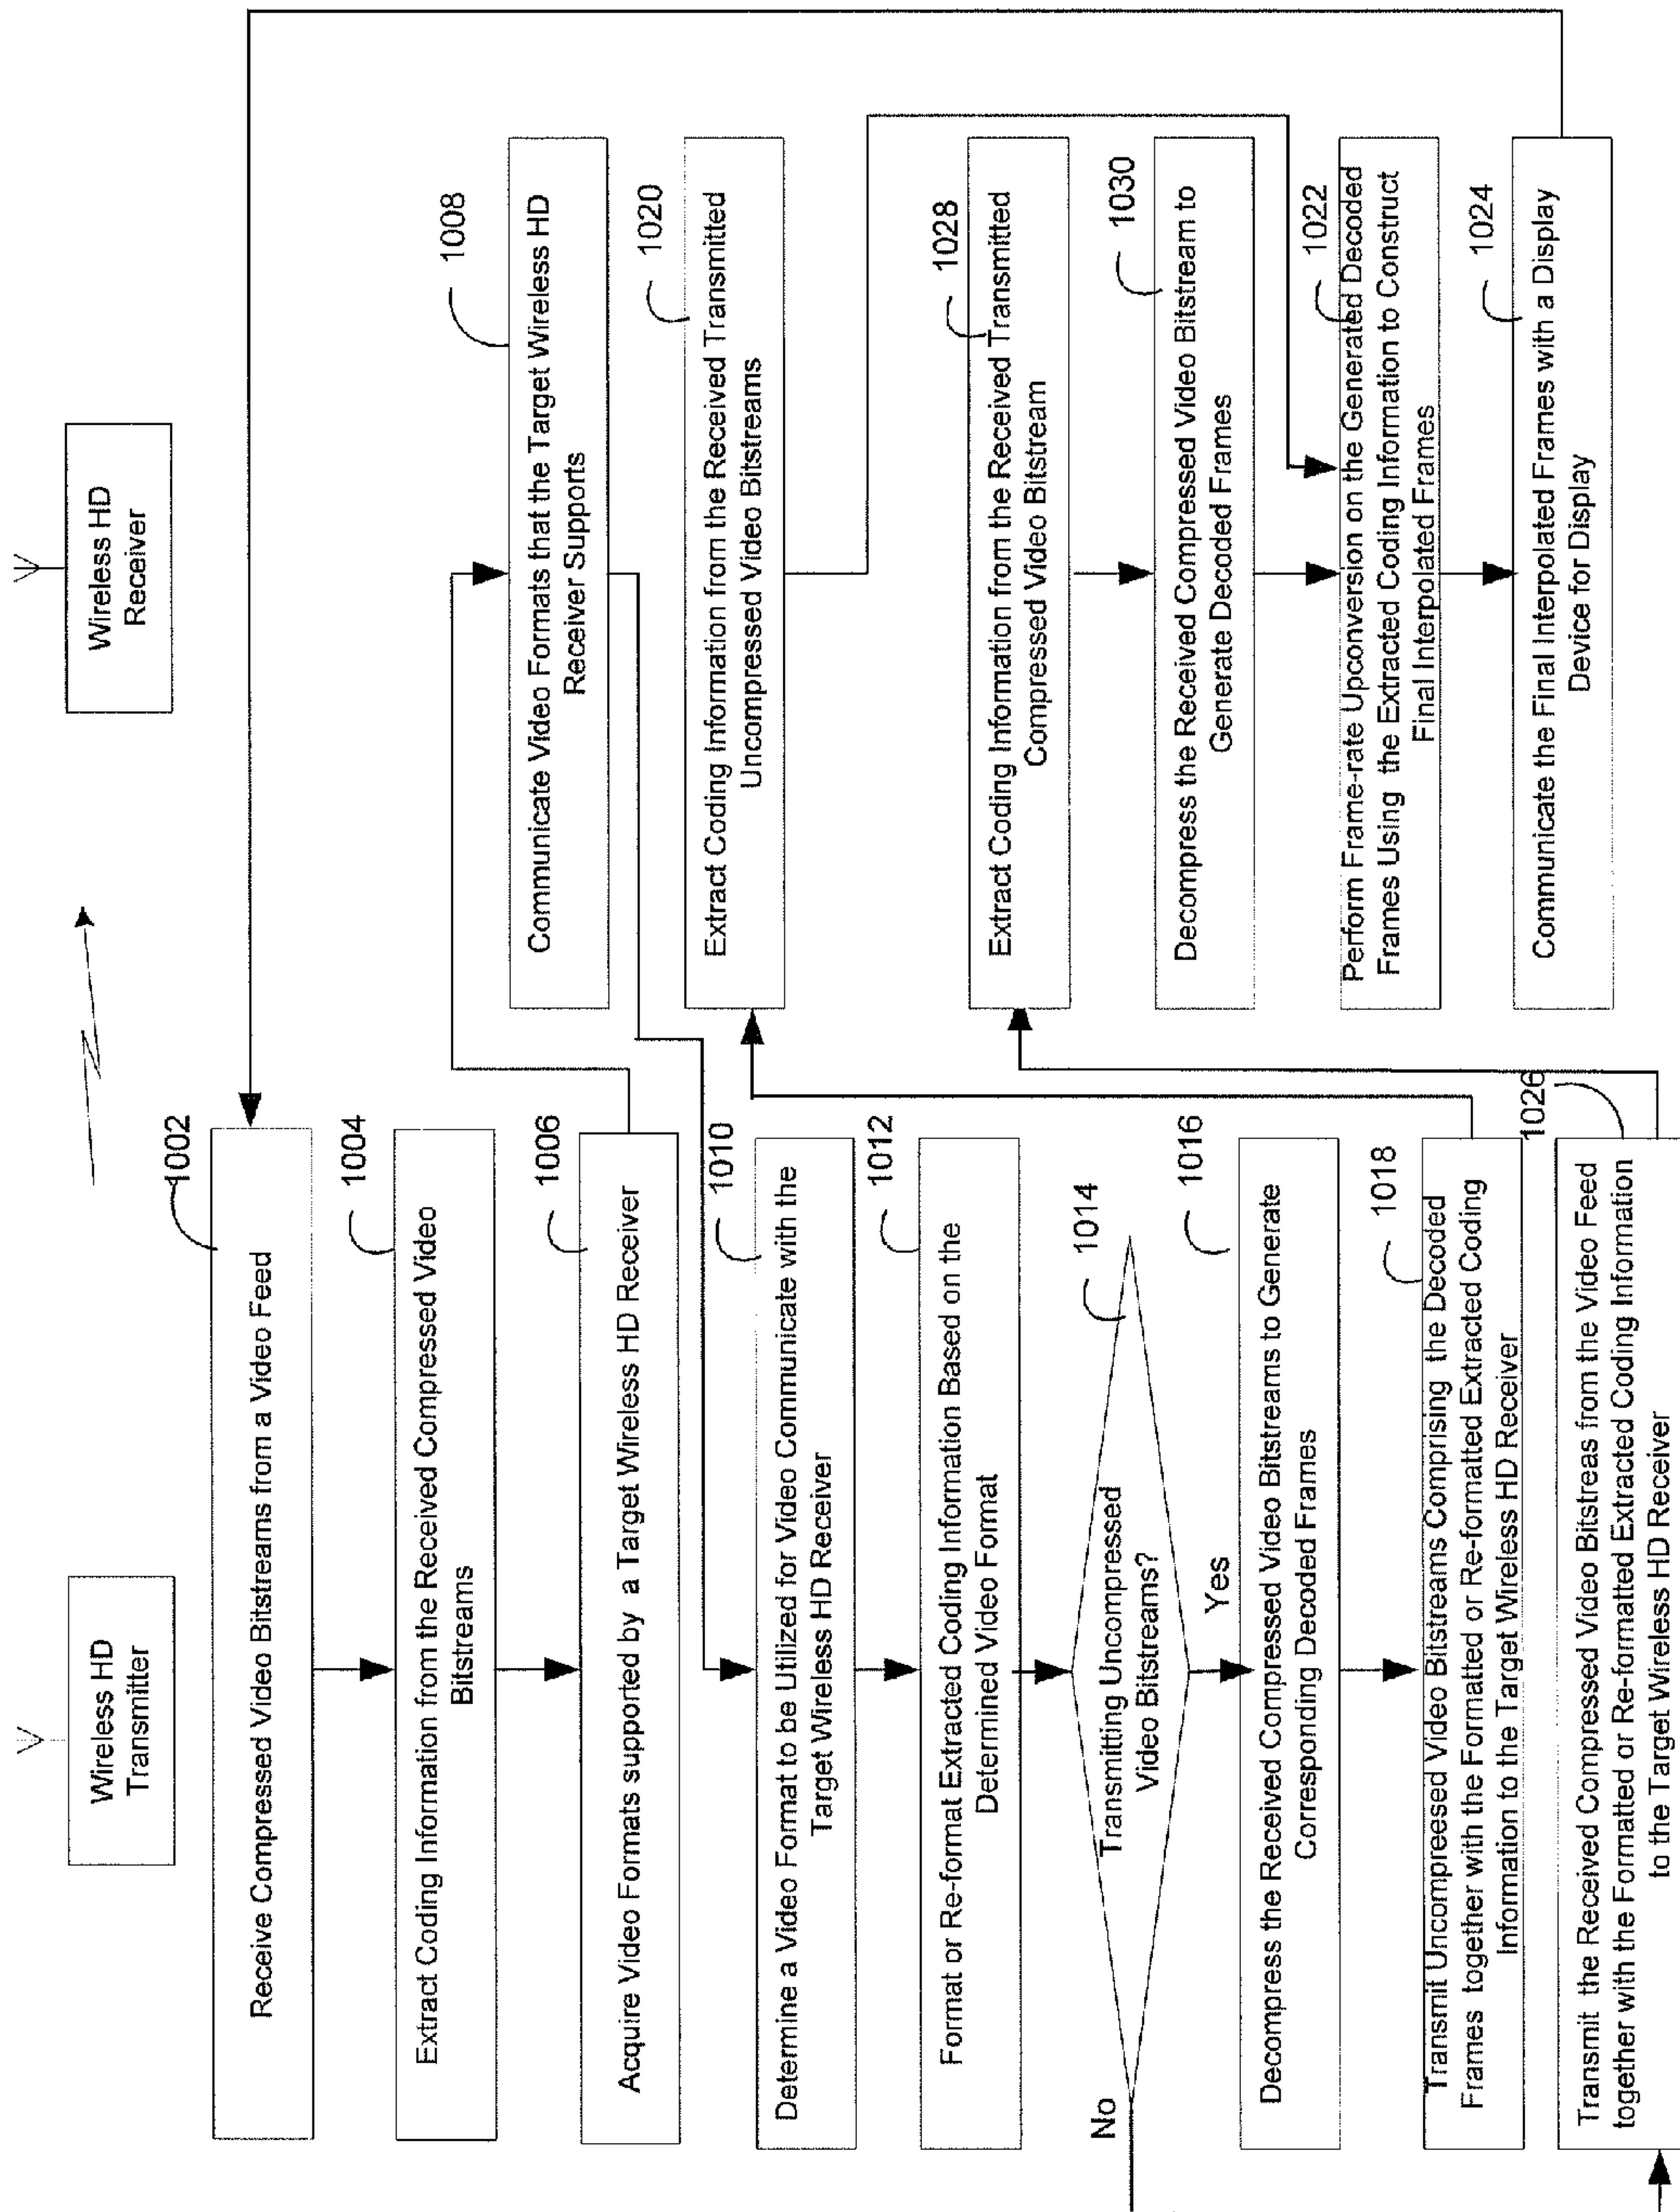 Wireless HD
Transmitter
Wireless HD
Receiver
1002
Receive Compressed Video Bitstreams from a Video Feed
1004
Extract Coding Information from the Received Compressed Video
Bitstreams
1006
Acquire Video Formats supported by a Target Wireless HD Receiver
1008
Communicate Video Formats that the Target Wireless HD
Receiver Supports
1010
Determine a Video Format to be Utilized for Video Communicate with the
Target Wireless HD Receiver
1012
Format or Re-format Extracted Coding Information Based on the
Determined Video Format
1014
Transmitting Uncompressed
Video Bitstreams?
No
Yes
1016
Decompress the Received Compressed Video Bitstreams to Generate
Corresponding Decoded Frames
1018
Transmit Uncompreesed Video Bitstreams Comprising the Decoded
Frames together with the Formatted or Re-formatted Extracted Coding
Information to the Target Wireless HD Receiver
1026
Transmit the Received Compressed Video Bitstreas from the Video Feed
together with the Formatted or Re-formatted Extracted Coding Information
to the Target Wireless HD Receiver
1020
Extract Coding Information from the Received Transmitted
Uncompressed Video Bitstreams
1028
Extract Coding Information from the Received Transmitted
Compressed Video Bitstream
1030
Decompress the Received Compressed Video Bitstream to
Generate Decoded Frames
1022
Perform Frame-rate Upconversion on the Generated Decoded
Frames Using the Extracted Coding Information to Construct
Final Interpolated Frames
1024
Communicate the Final Interpolated Frames with a Display
Device for Display